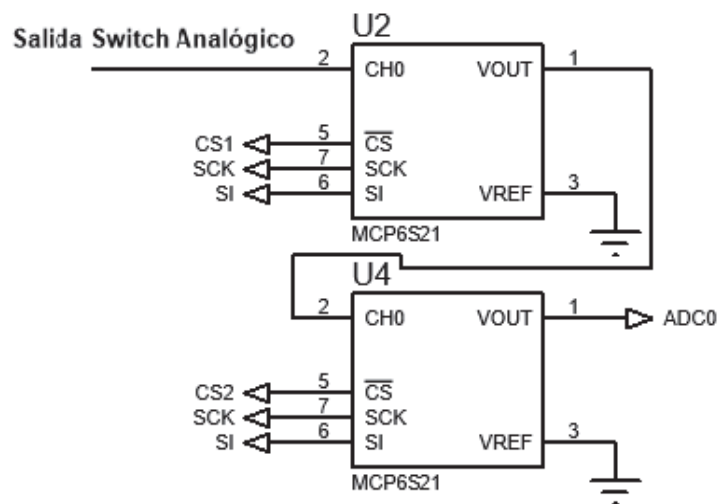 U2
Salida Switch Analógico
2 CH0 VOUT 1
CS1 5 CS
SCK 7 SCK
SI 6 SI VREF 3
MCP6S21
U4
2 CH0 VOUT 1 ADC0
CS2 5 CS
SCK 7 SCK
SI 6 SI VREF 3
MCP6S21